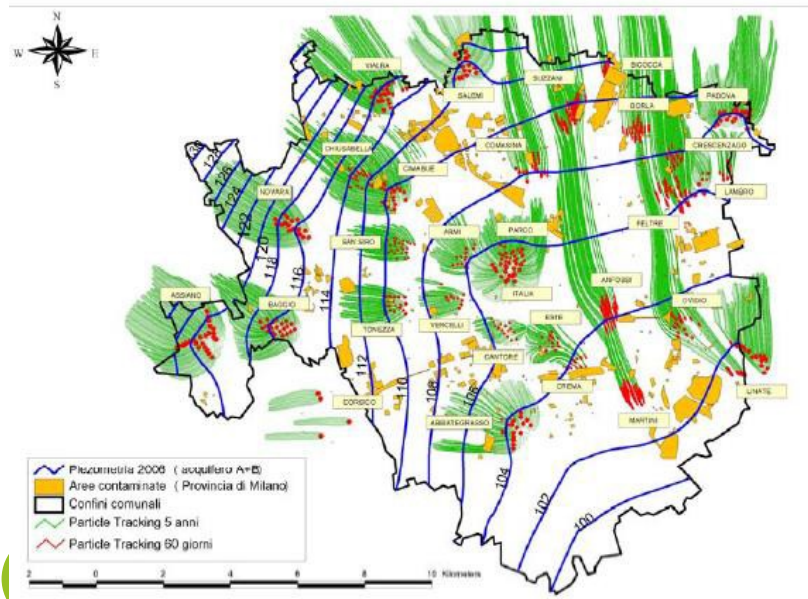 N
W E
S
VIALBA
SALEMI
SUZZANI
BICOCCA
PADOVA
GORLA
CHIUSABELLA
CIMABUE
COMASINA
CRESCENZAGO
NOVARA
LAMBRO
SAN SIRO
ARMI
PARCO
FELTRE
ASSIANO
BAGGIO
ITALIA
ANFOSSI
OVIDIO
TONEZZA
VERCELLI
ESTE
CANTORE
CREMA
LINATE
CORSICO
ABBIATEGRASSO
MARTINI
126
124
122
120
118
116
114
112
110
108
106
104
102
100
Piezometria 2006 ( acquifero A+B)
Aree contaminate ( Provincia di Milano)
Confini comunali
Particle Tracking 5 anni
Particle Tracking 60 giorni
2 0 2 4 6 8 10 Kilometers